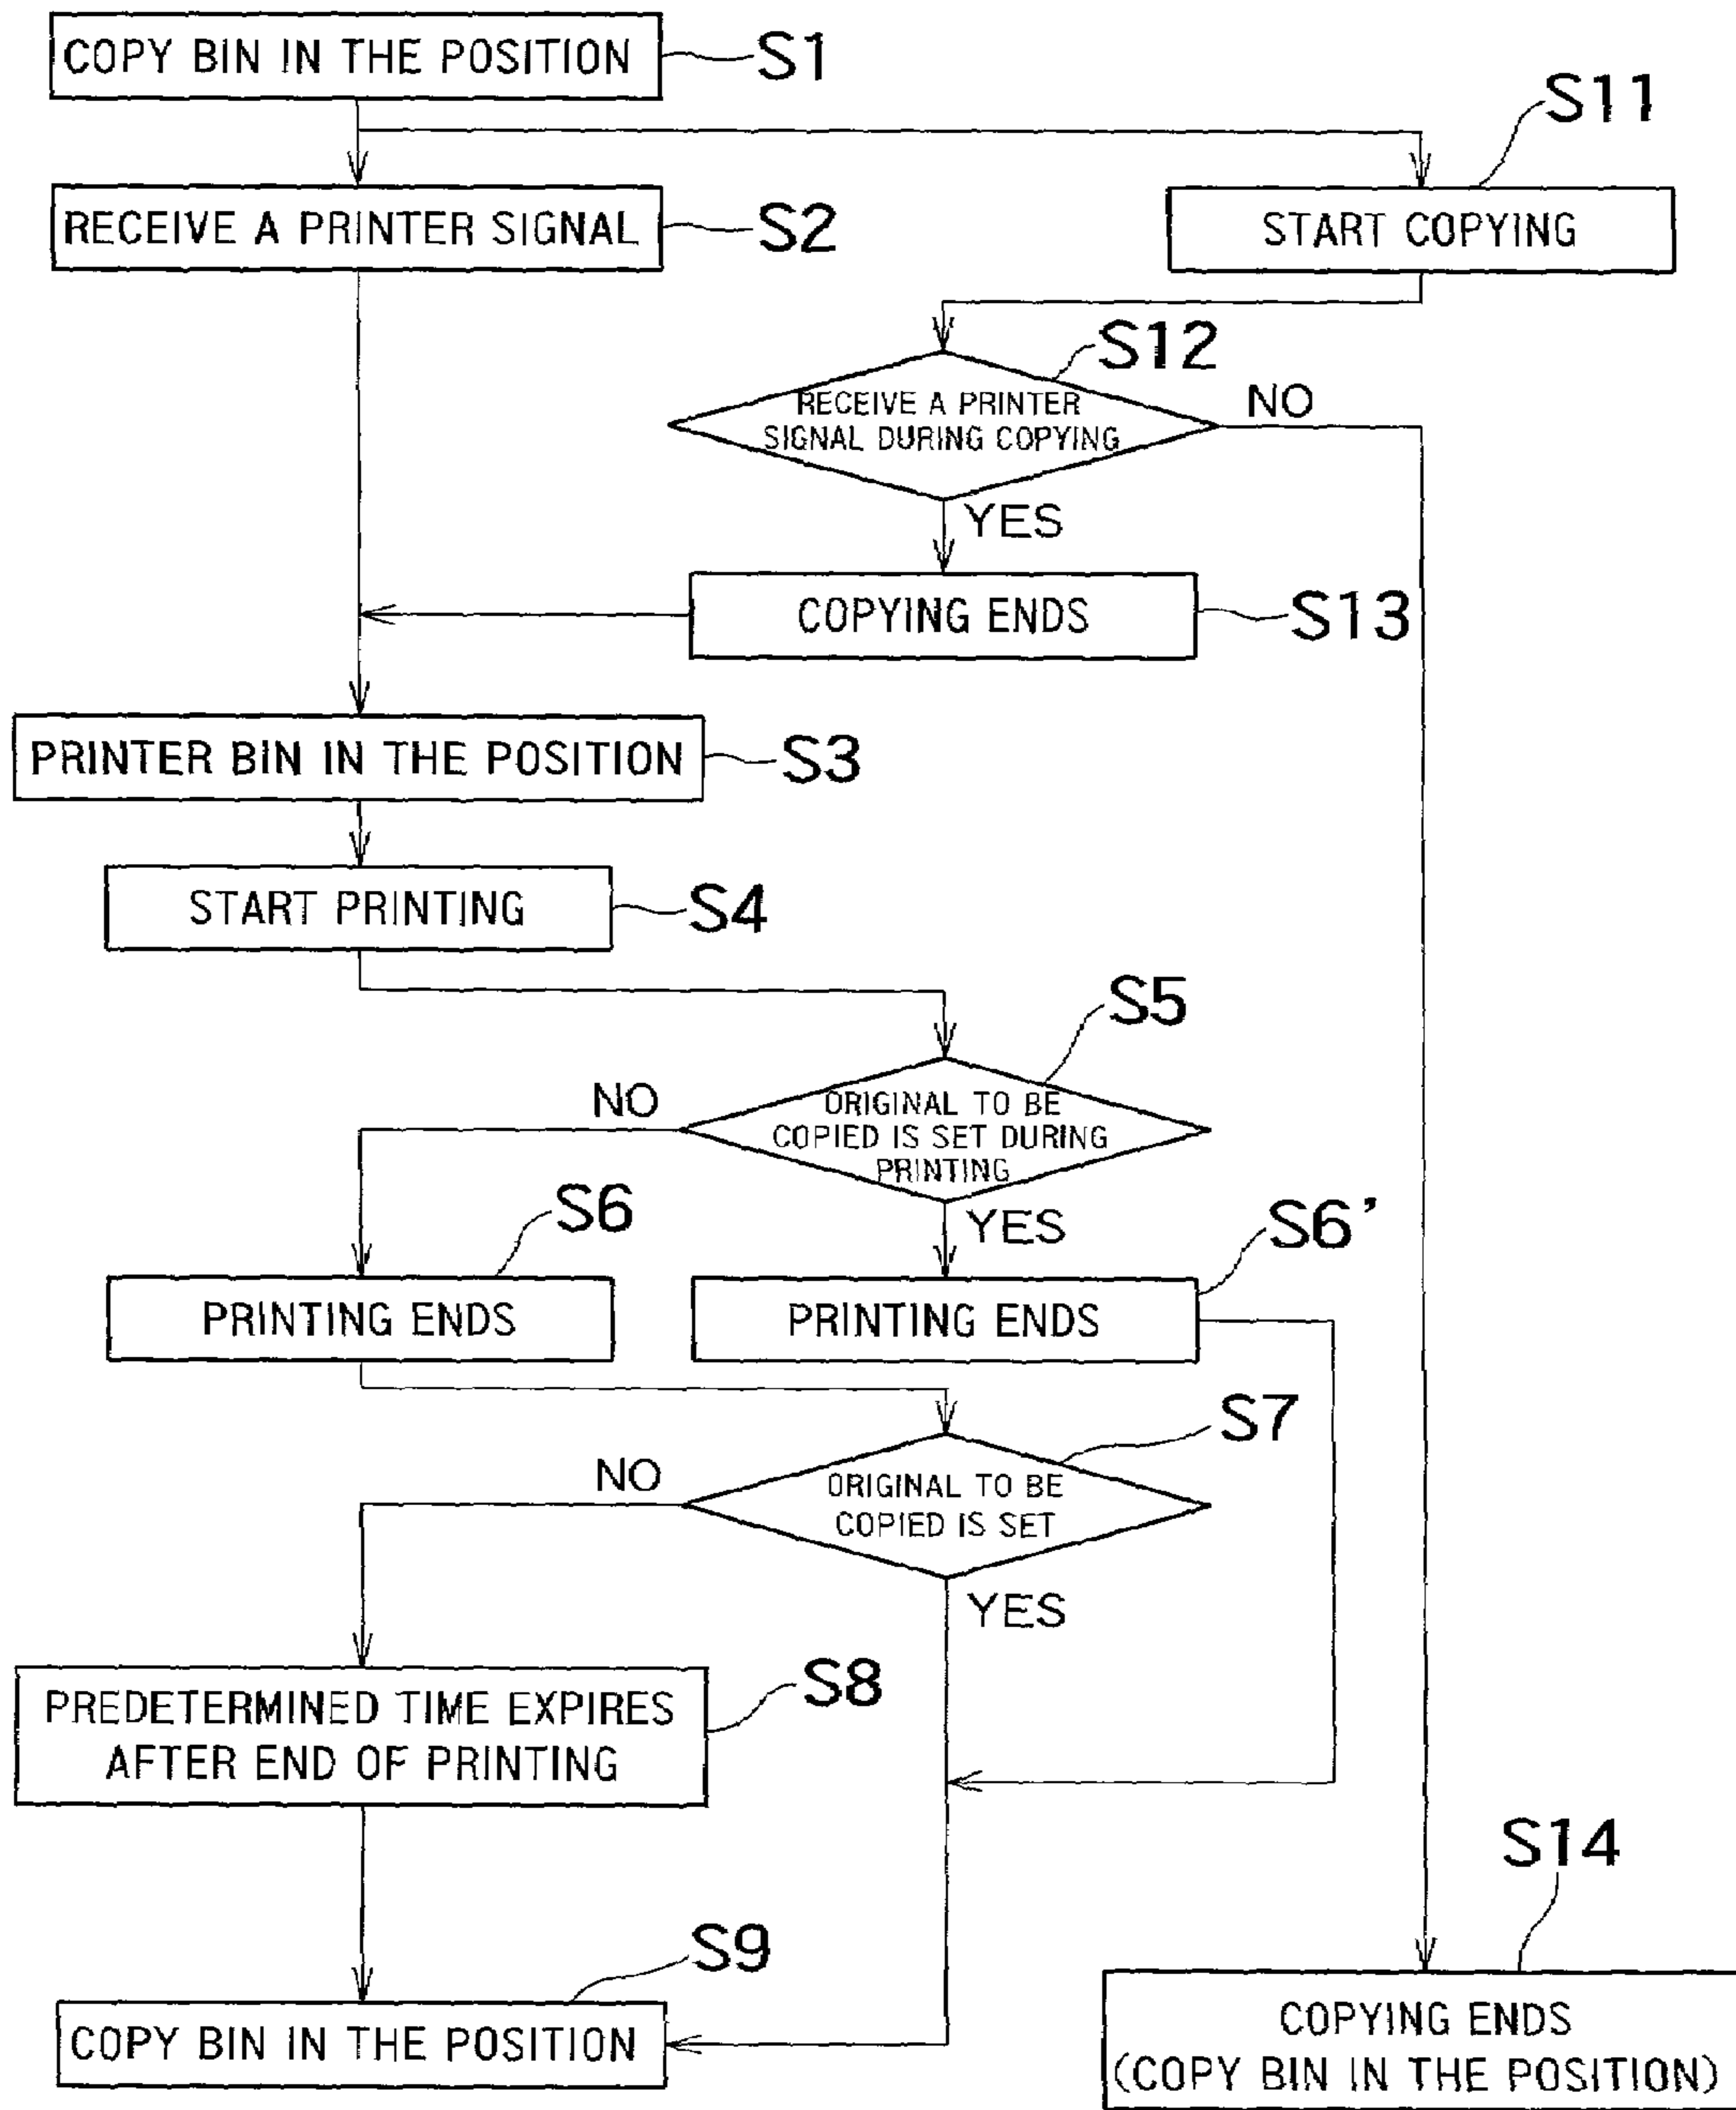 COPY BIN IN THE POSITION
S1
S11
RECEIVE A PRINTER SIGNAL
S2
START COPYING
S12
RECEIVE A PRINTER
SIGNAL DURING COPYING
NO
YES
COPYING ENDS
S13
PRINTER BIN IN THE POSITION
S3
START PRINTING
S4
S5
NO
ORIGINAL TO BE
COPIED IS SET DURING
PRINTING
YES
S6
S6’
PRINTING ENDS
PRINTING ENDS
S7
NO
ORIGINAL TO BE
COPIED IS SET
YES
PREDETERMINED TIME EXPIRES
AFTER END OF PRINTING
S8
S14
S9
COPY BIN IN THE POSITION
COPYING ENDS
(COPY BIN IN THE POSITION)